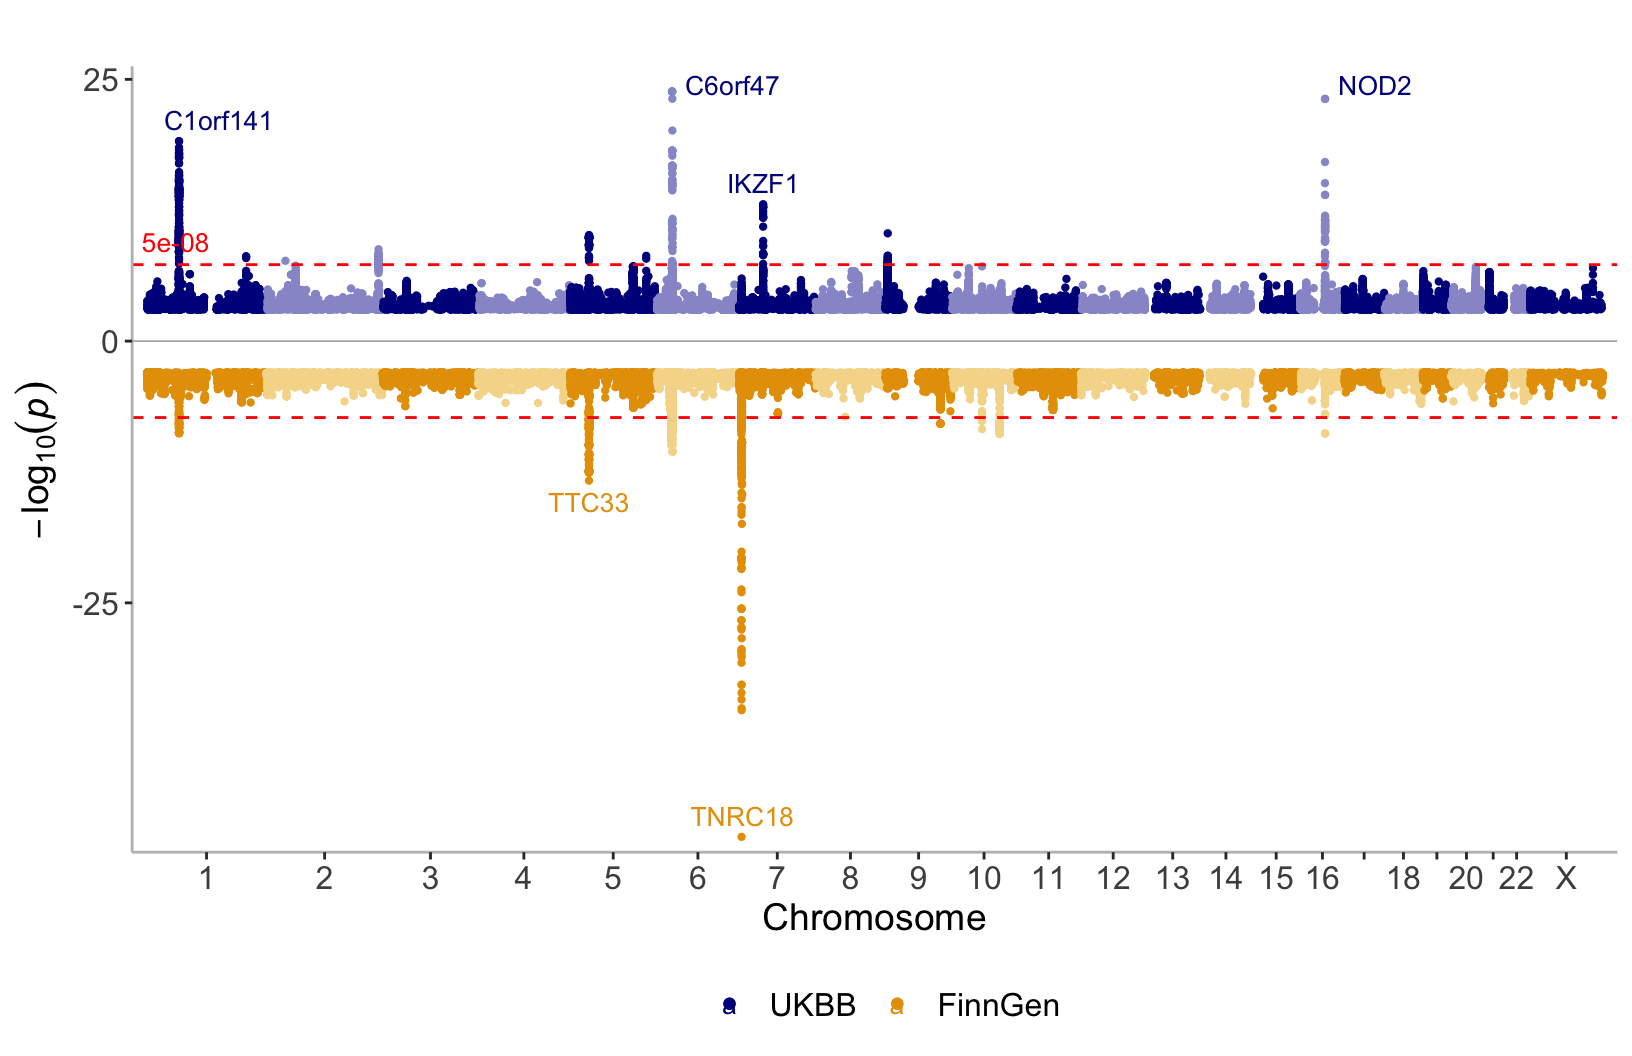 25
C6orf47
NOD2
C1orf141
IKZF1
5e-08
0
−log10(p)
TTC33
-25
TNRC18
1 2 3 4 5 6 7 8 9 10 11 12 13 14 15 16 18 20 22 X
Chromosome
a UKBB a FinnGen